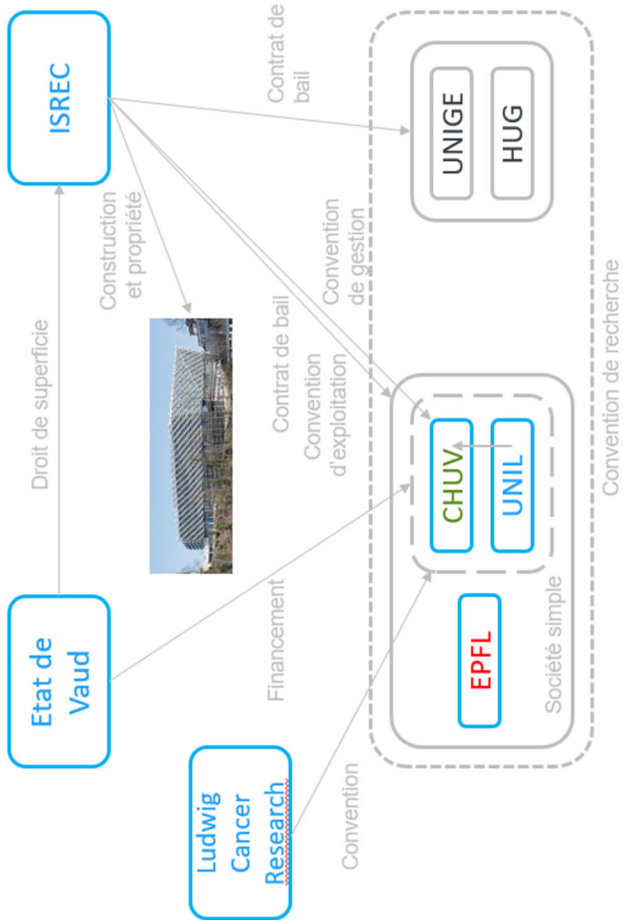 Etat de
Vaud
Droit de superficie
ISREC
Construction
et propriété
Contrat de
bail
Ludwig
Cancer
Research
Financement
Contrat de bail
Convention
d'exploitation
Convention
de gestion
Convention
EPFL
CHUV
UNIL
Société simple
UNIGE
HUG
Convention de recherche